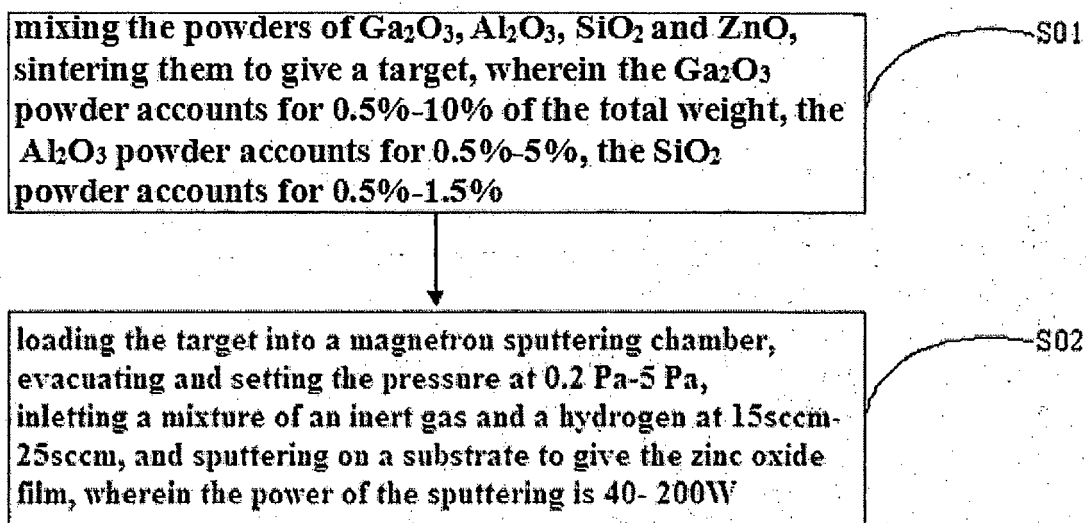 mixing the powders of Ga₂O₃, Al₂O₃, SiO₂ and ZnO,
sintering them to give a target, wherein the Ga₂O₃
powder accounts for 0.5%-10% of the total weight, the
Al₂O₃ powder accounts for 0.5%-5%, the SiO₂
powder accounts for 0.5%-1.5%
S01
loading the target into a magnetron sputtering chamber,
evacuating and setting the pressure at 0.2 Pa-5 Pa,
inletting a mixture of an inert gas and a hydrogen at 15sccm-
25sccm, and sputtering on a substrate to give the zinc oxide
film, wherein the power of the sputtering is 40- 200W
S02